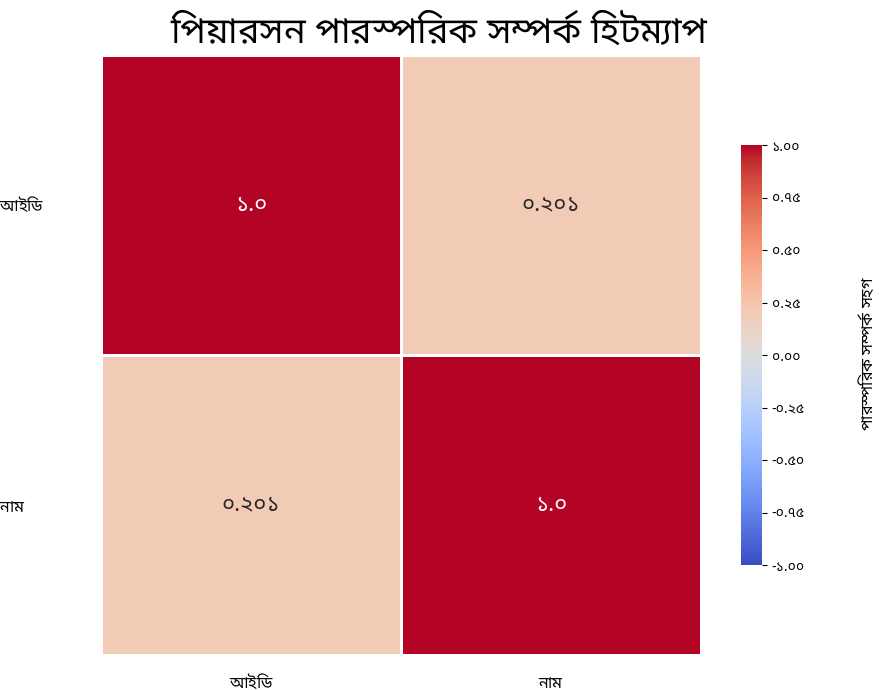 পিয়ারসন পারস্পরিক সম্পর্ক হিটম্যাপ
আইডি
১.০
০.২০১
নাম
০.২০১
১.০
আইডি
নাম
১.০০
০.৭৫
০.৫০
০.২৫
০.০০
-০.২৫
-০.৫০
-০.৭৫
-১.০০
পারস্পরিক সম্পর্ক সহগ